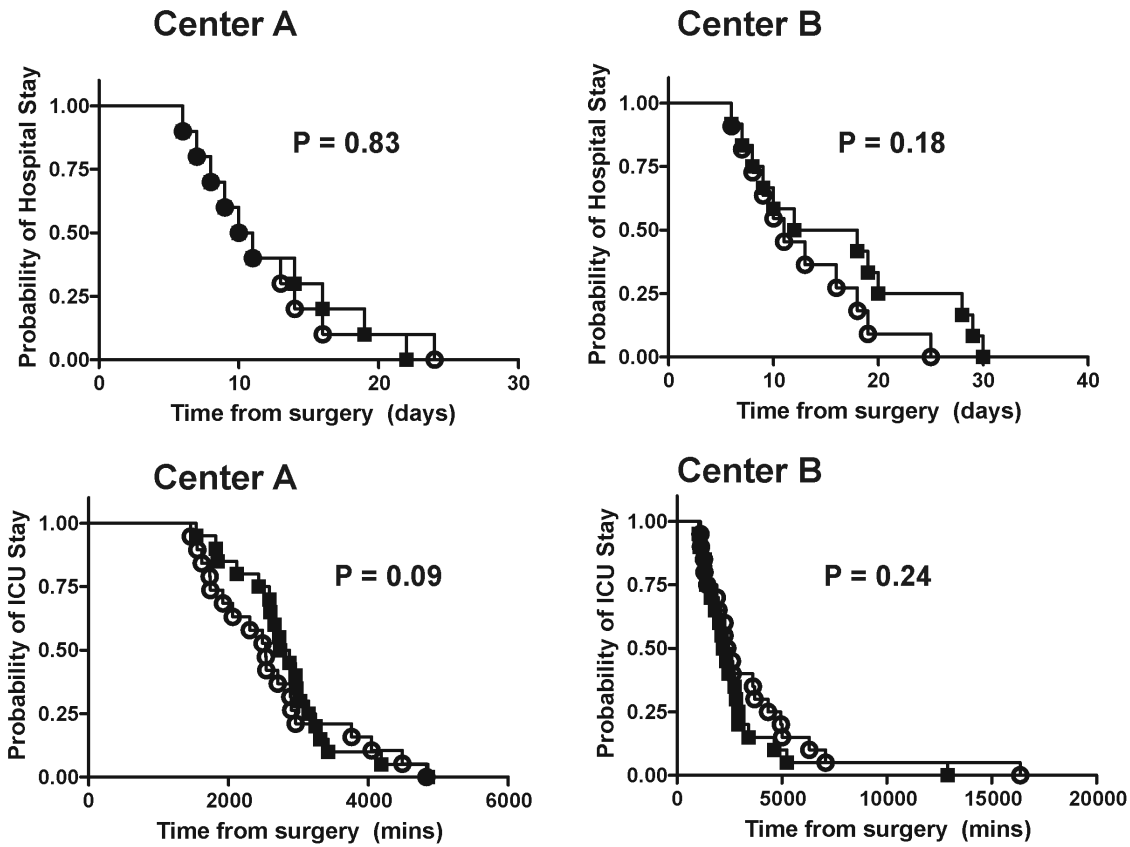 Center A
Probability of Hospital Stay
1.00
0.75
0.50
0.25
0.00
P = 0.83
0 10 20 30
Time from surgery (days)
Center B
Probability of Hospital Stay
1.00
0.75
0.50
0.25
0.00
P = 0.18
0 10 20 30 40
Time from surgery (days)
Center A
Probability of ICU Stay
1.00
0.75
0.50
0.25
0.00
P = 0.09
0 2000 4000 6000
Time from surgery (mins)
Center B
Probability of ICU Stay
1.00
0.75
0.50
0.25
0.00
P = 0.24
0 5000 10000 15000 20000
Time from surgery (mins)